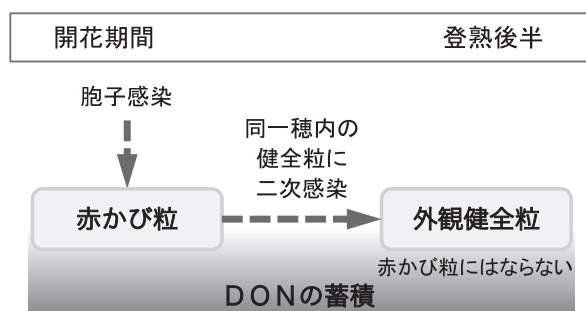 開花期間
登熟後半
胞子感染
同一穂内の
健全粒に
二次感染
赤かび粒
外観健全粒
赤かび粒にはならない
ＤＯＮの蓄積